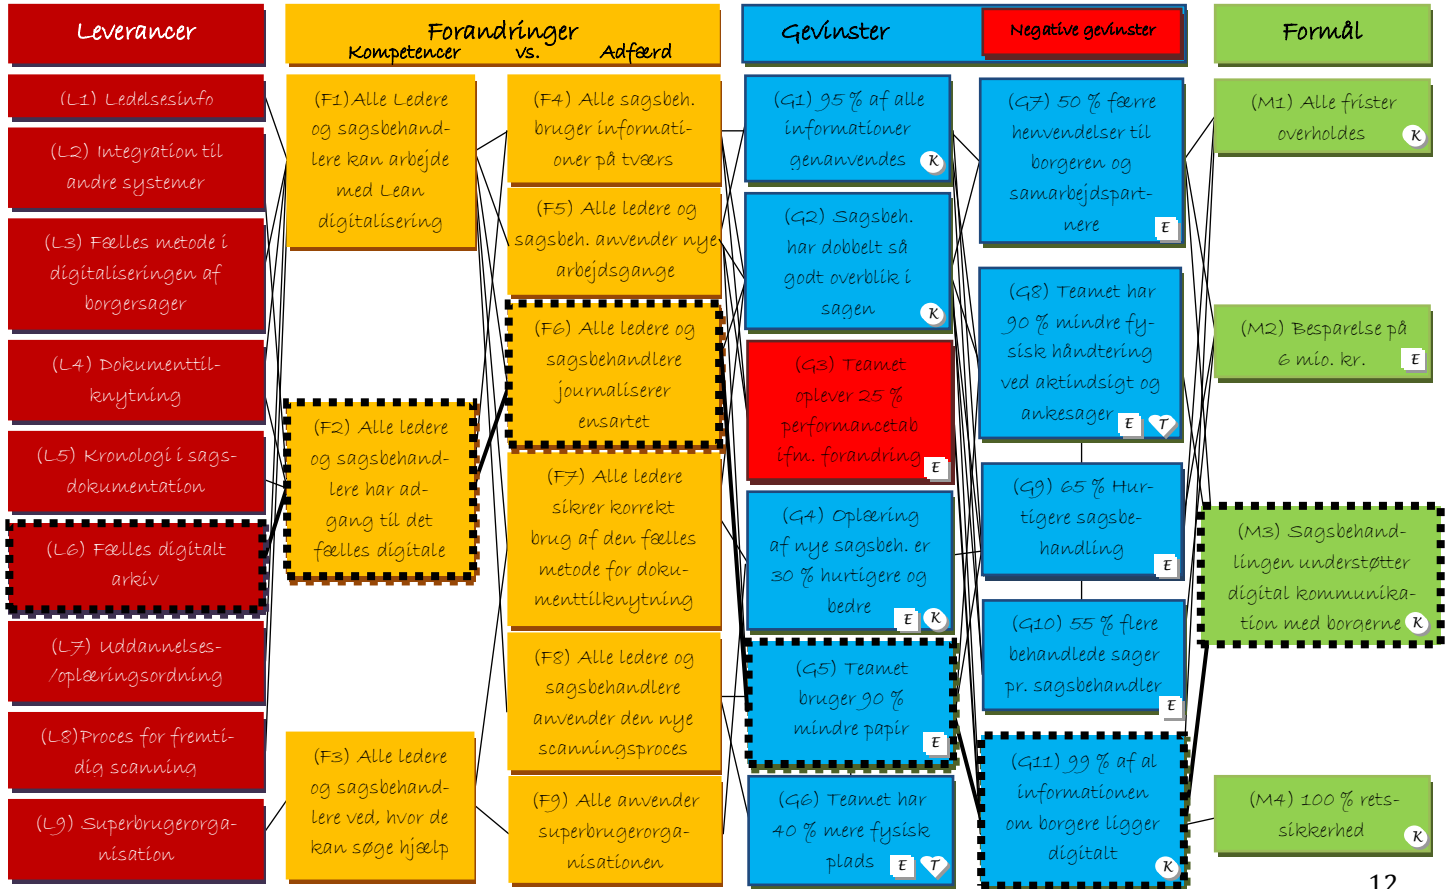 Leverancer
Forandringer
Kompetencer vs. Adfærd
Gevinster
Negative gevinster
Formål
(L1) Ledelsesinfo
(L2) Integration til
andre systemer
(L3) Fælles metode i
digitaliseringen af
borgersager
(L4) Dokumenttil-
knytning
(L5) Kronologi i sags-
dokumentation
(L6) Fælles digitalt
arkiv
(L7) Uddannelses-
/oplæringsordning
(L8)Proces for fremti-
dig scanning
(L9) Superbrugerorga-
nisation
(F1)Alle Ledere
og sagsbehand-
lere kan arbejde
med Lean
digitalisering
(F2) Alle ledere
og sagsbehand-
lere har ad-
gang til det
fælles digitale
(F3) Alle ledere
og sagsbehand-
lere ved, hvor de
kan søge hjælp
(F4) Alle sagsbeh.
bruger informati-
oner på tværs
(F5) Alle ledere og
sagsbeh. anvender nye
arbejdsgange
(F6) Alle ledere og
sagsbehandlere
journaliserer
ensartet
(F7) Alle ledere
sikrer korrekt
brug af den fælles
metode for doku-
menttilknytning
(F8) Alle ledere og
sagsbehandlere
anvender den nye
scanningsproces
(F9) Alle anvender
superbrugerorga-
nisationen
(G1) 95 % af alle
informationer
genanvendes
K
(G2) Sagsbeh.
har dobbelt så
godt overblik i
sagen
K
(G3) Teamet
oplever 25 %
performancetab
ifm. forandring
E
(G4) Oplæring
af nye sagsbeh. er
30 % hurtigere og
bedre
E K
(G5) Teamet
bruger 90 %
mindre papir
E
(G6) Teamet har
40 % mere fysisk
plads
E T
(G7) 50 % færre
henvendelser til
borgeren og
samarbejdspart-
nere
E
(G8) Teamet har
90 % mindre fy-
sisk håndtering
ved aktindsigt og
ankesager
E T
(G9) 65 % Hur-
tigere sagsbe-
handling
E
(G10) 55 % flere
behandlede sager
pr. sagsbehandler
E
(G11) 99 % af al
informationen
om borgere ligger
digitalt
K
(M1) Alle frister
overholdes
K
(M2) Besparelse på
6 mio. kr.
E
(M3) Sagsbehand-
lingen understøtter
digital kommunika-
tion med borgerne
K
(M4) 100 % rets-
sikkerhed
K
12